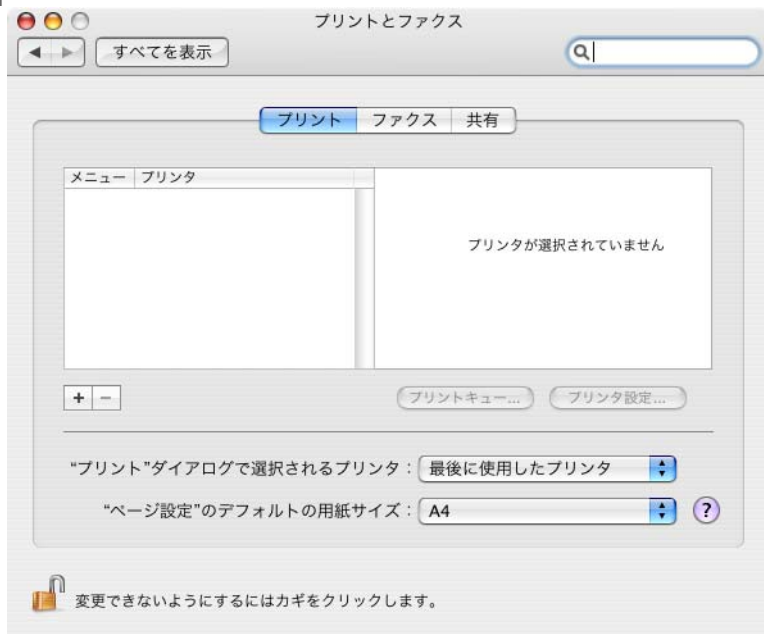 プリントとファクス
すべてを表示
プリント ファクス 共有
メニュー プリンタ
プリンタが選択されていません
+ −
プリントキュー... プリンタ設定...
“プリント”ダイアログで選択されるプリンタ： 最後に使用したプリンタ
“ページ設定”のデフォルトの用紙サイズ： A4 ?
変更できないようにするにはカギをクリックします。